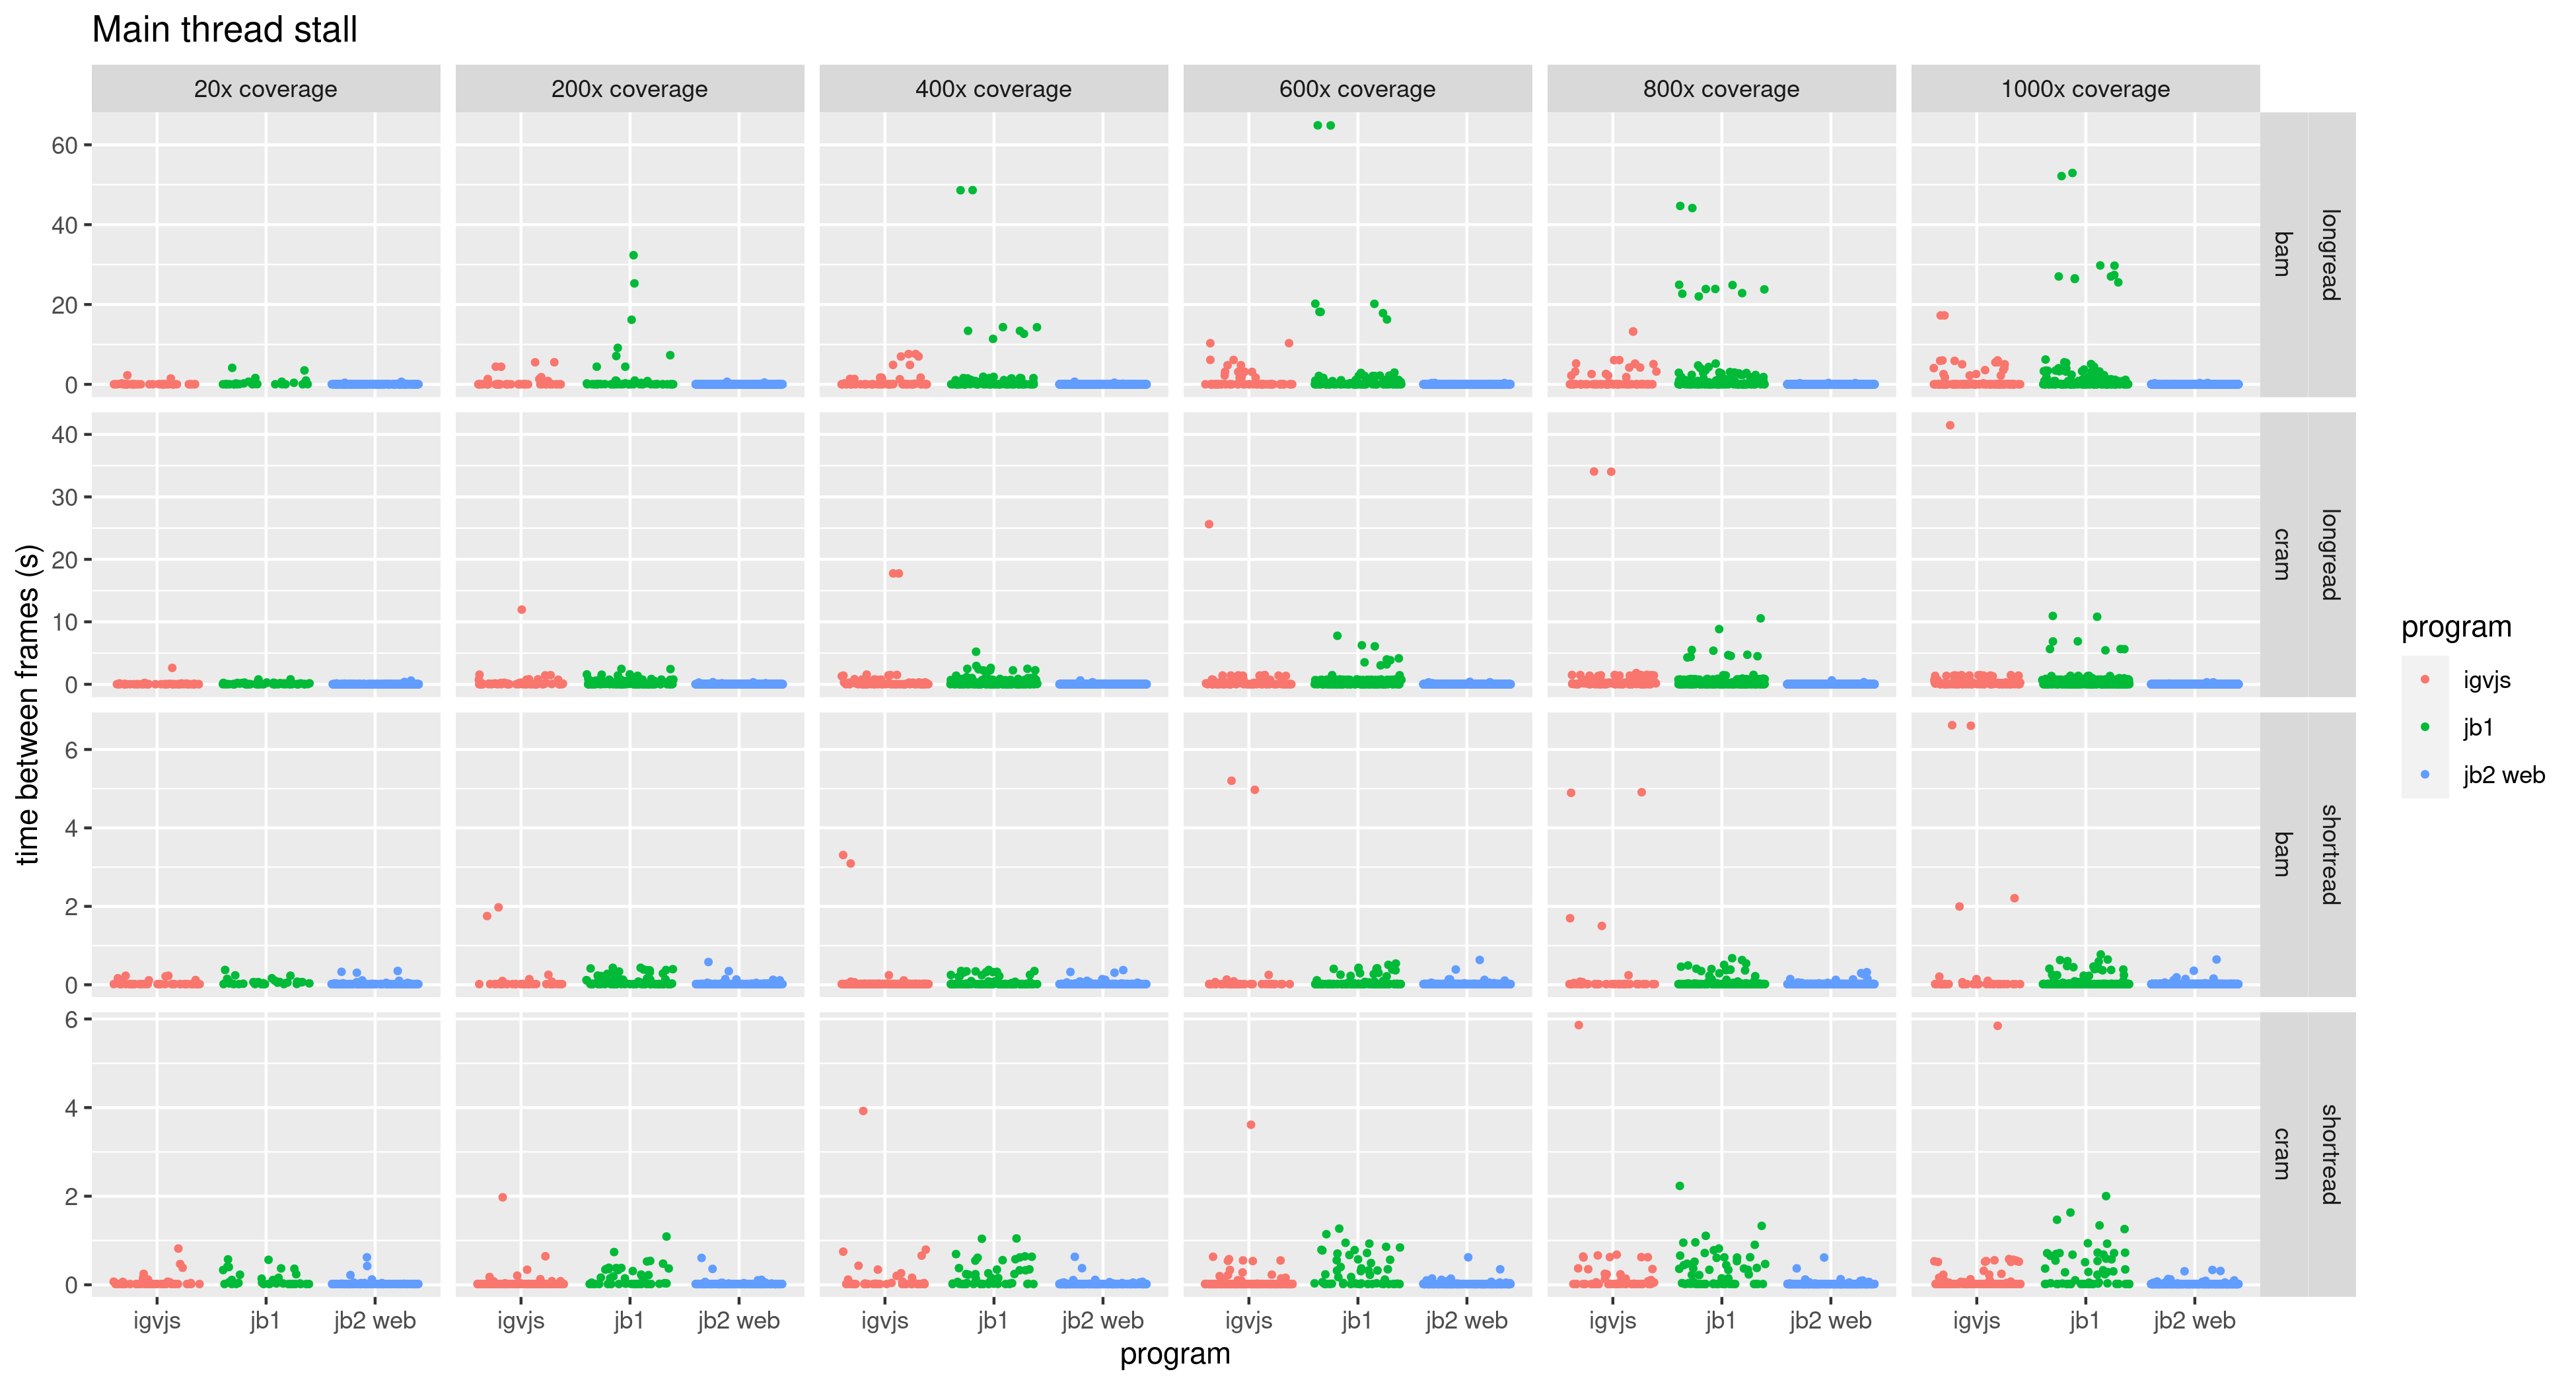 Main thread stall
20x coverage
200x coverage
400x coverage
600x coverage
800x coverage
1000x coverage
time between frames (s)
60
40
20
0
bam
longread
40
30
20
10
0
cram
longread
6
4
2
0
bam
shortread
6
4
2
0
cram
shortread
igvjs
jb1
jb2 web
igvjs
jb1
jb2 web
igvjs
jb1
jb2 web
igvjs
jb1
jb2 web
igvjs
jb1
jb2 web
igvjs
jb1
jb2 web
program
program
igvjs
jb1
jb2 web